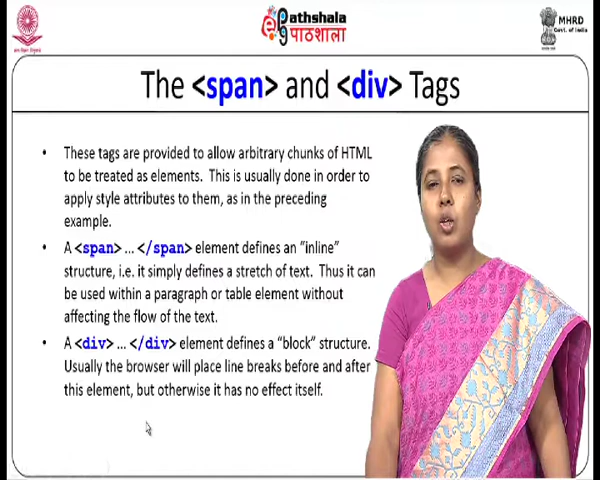 Pathshala
पाठशाला
MHRD
Govt. of India
The <span> and <div> Tags
• These tags are provided to allow arbitrary chunks of HTML
to be treated as elements. This is usually done in order to
apply style attributes to them, as in the preceding
example.
• A <span> ... </span> element defines an “inline”
structure, i.e. it simply defines a stretch of text. Thus it can
be used within a paragraph or table element without
affecting the flow of the text.
• A <div> ... </div> element defines a “block” structure.
Usually the browser will place line breaks before and after
this element, but otherwise it has no effect itself.